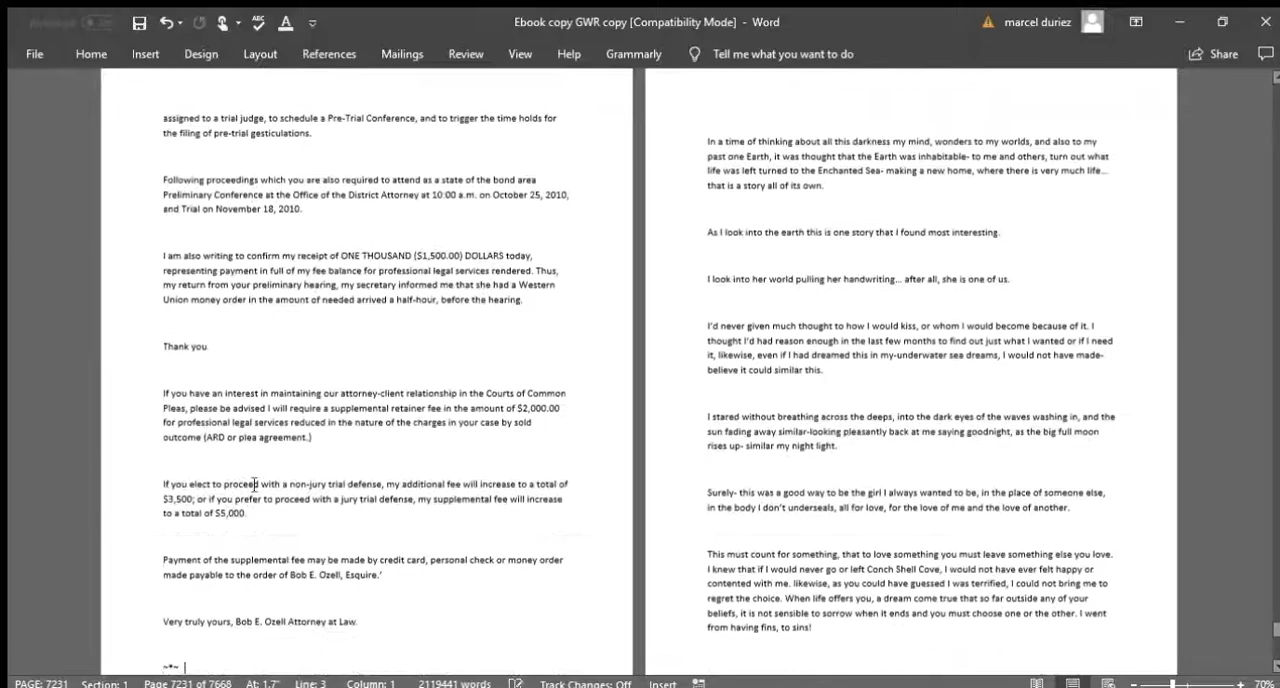 Ebook copy GWR copy [Compatibility Mode] - Word
marcel duriez
File Home Insert Design Layout References Mailings Review View Help Grammarly Tell me what you want to do Share
assigned to a trial judge, to schedule a Pre-Trial Conference, and to trigger the time holds for
the filing of pre-trial gesticulations.
Following proceedings which you are also required to attend as a state of the bond area
Preliminary Conference at the Office of the District Attorney at 10:00 a.m. on October 25, 2010,
and Trial on November 18, 2010.
I am also writing to confirm my receipt of ONE THOUSAND ($1,500.00) DOLLARS today,
representing payment in full of my fee balance for professional legal services rendered. Thus,
my return from your preliminary hearing, my secretary informed me that she had a Western
Union money order in the amount of needed arrived a half-hour, before the hearing.
Thank you.
If you have an interest in maintaining our attorney-client relationship in the Courts of Common
Pleas, please be advised I will require a supplemental retainer fee in the amount of $2,000.00
for professional legal services reduced in the nature of the charges in your case by sold
outcome (ARD or plea agreement.)
If you elect to proceed with a non-jury trial defense, my additional fee will increase to a total of
$3,500; or if you prefer to proceed with a jury trial defense, my supplemental fee will increase
to a total of $5,000.
Payment of the supplemental fee may be made by credit card, personal check or money order
made payable to the order of Bob E. Ozell, Esquire.'
Very truly yours, Bob E. Ozell Attorney at Law.
~*~
In a time of thinking about all this darkness my mind, wonders to my worlds, and also to my
past one Earth, it was thought that the Earth was inhabitable- to me and others, turn out what
life was left turned to the Enchanted Sea- making a new home, where there is very much life...
that is a story all of its own.
As I look into the earth this is one story that I found most interesting.
I look into her world pulling her handwriting... after all, she is one of us.
I'd never given much thought to how I would kiss, or whom I would become because of it. I
thought I'd had reason enough in the last few months to find out just what I wanted or if I need
it, likewise, even if I had dreamed this in my-underwater sea dreams, I would not have made-
believe it could similar this.
I stared without breathing across the deeps, into the dark eyes of the waves washing in, and the
sun fading away similar-looking pleasantly back at me saying goodnight, as the big full moon
rises up- similar my night light.
Surely- this was a good way to be the girl I always wanted to be, in the place of someone else,
in the body I don't underseals, all for love, for the love of me and the love of another.
This must count for something, that to love something you must leave something else you love.
I knew that if I would never go or left Conch Shell Cove, I would not have ever felt happy or
contented with me. likewise, as you could have guessed I was terrified, I could not bring me to
regret the choice. When life offers you, a dream come true that so far outside any of your
beliefs, it is not sensible to sorrow when it ends and you must choose one or the other. I went
from having fins, to sins!
PAGE: 7231 Section: 1 Page 7231 of 7668 At: 1.7" Line: 3 Column: 1 2119441 words Track Changes: Off Insert 70%